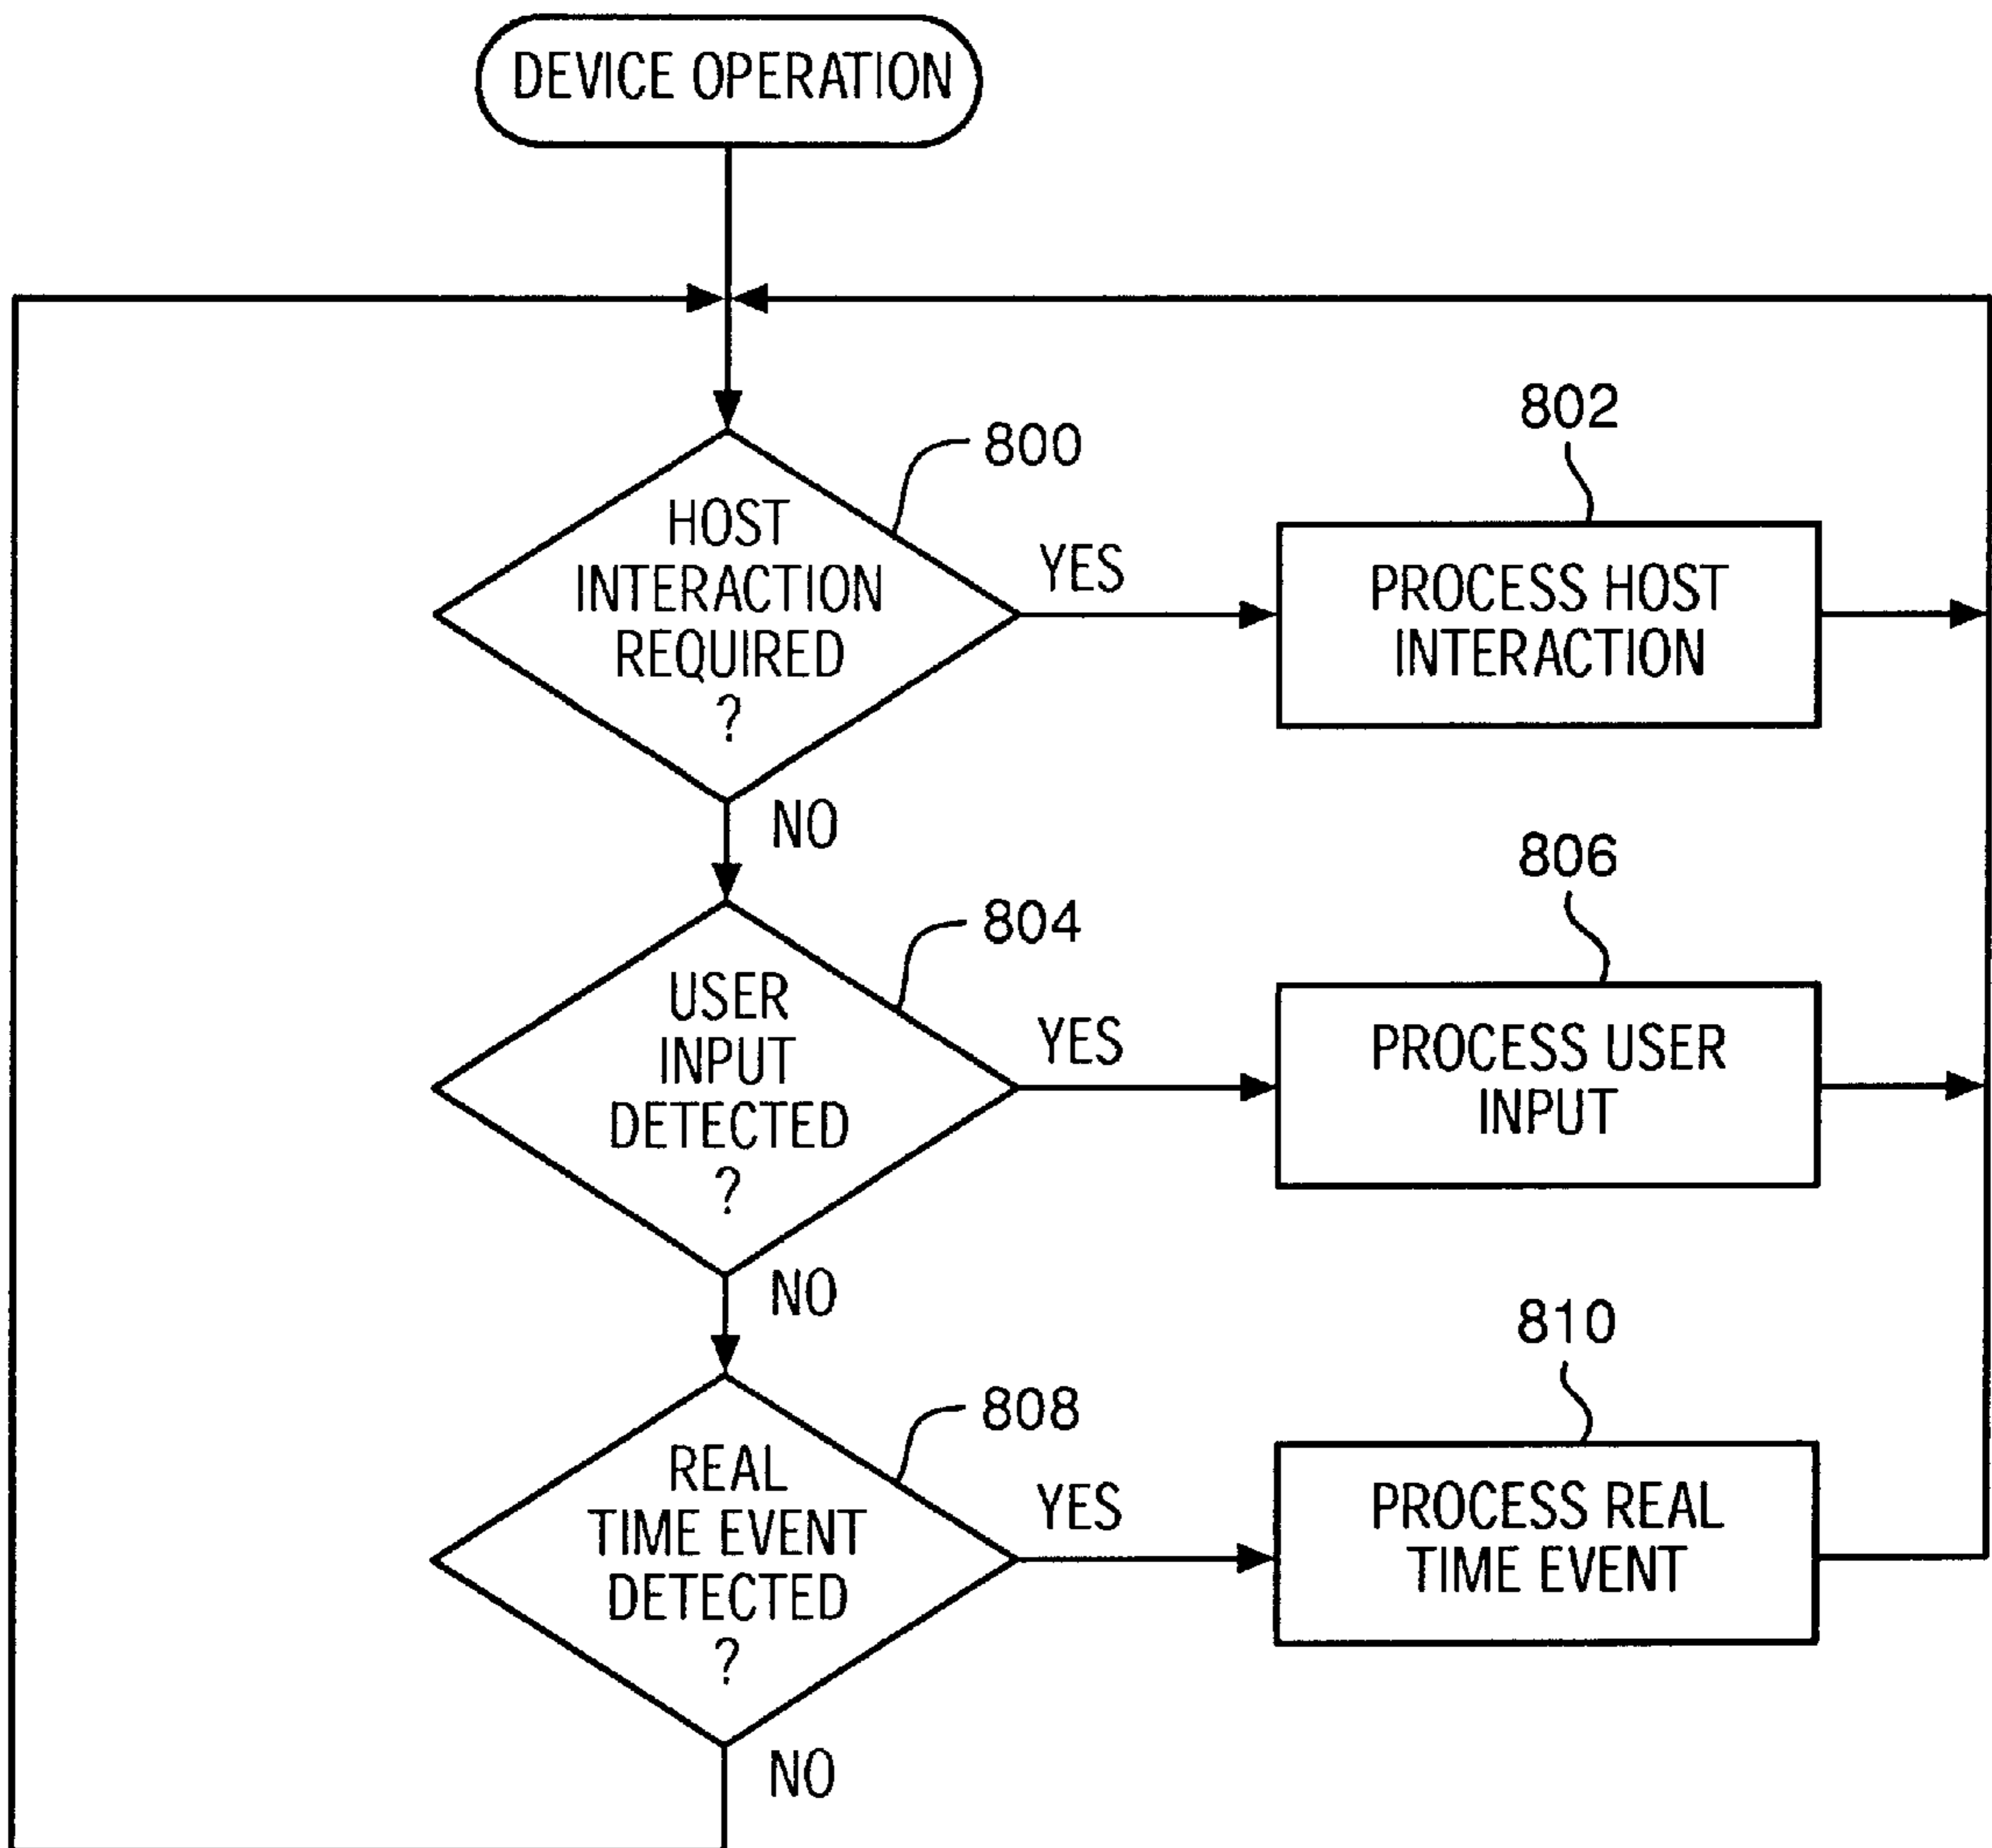 DEVICE OPERATION
800
HOST
INTERACTION
REQUIRED
?
YES
802
PROCESS HOST
INTERACTION
NO
804
USER
INPUT
DETECTED
?
YES
806
PROCESS USER
INPUT
NO
808
REAL
TIME EVENT
DETECTED
?
YES
810
PROCESS REAL
TIME EVENT
NO